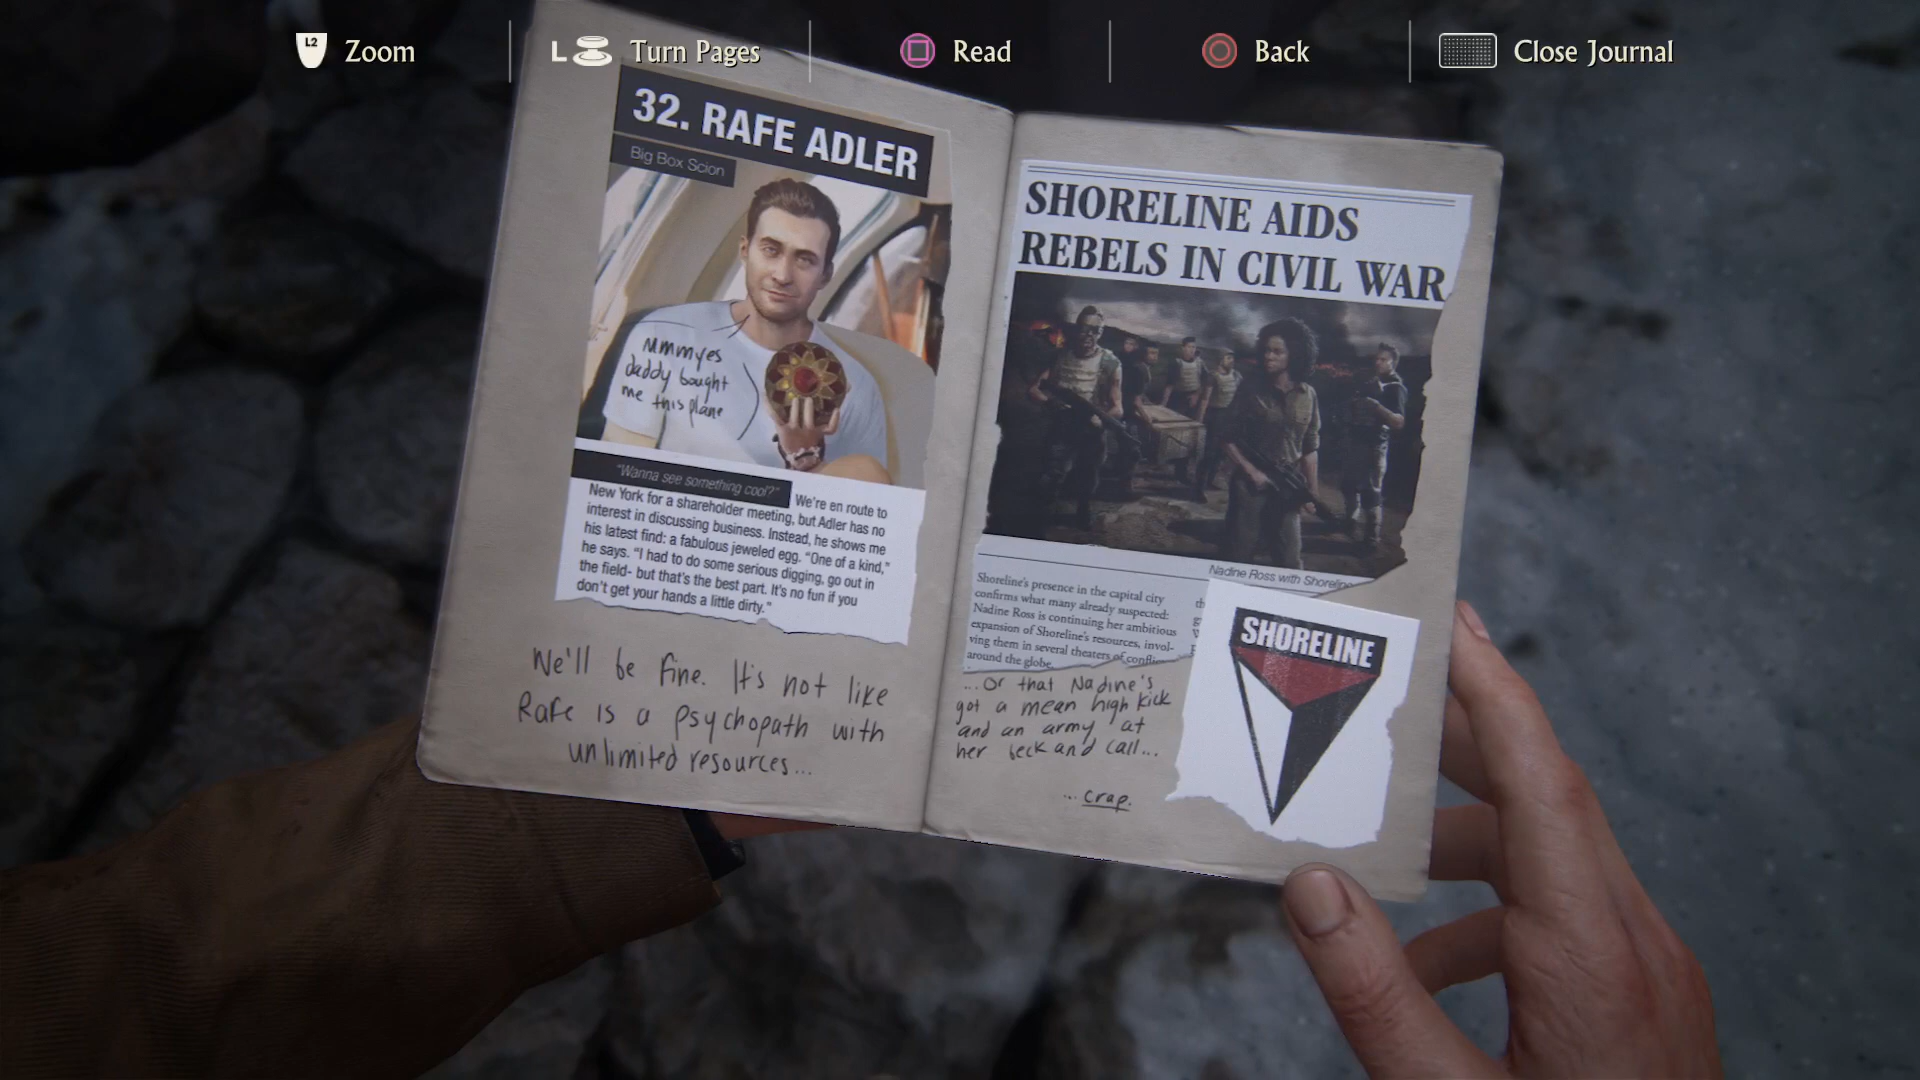 L2 Zoom
L Turn Pages
Read
Back
Close Journal
32. RAFE ADLER
Big Box Scion
Mmmyes
daddy bought
me this plane
"Wanna see something cool?" We're en route to
New York for a shareholder meeting, but Adler has no
interest in discussing business. Instead, he shows me
his latest find: a fabulous jeweled egg. "One of a kind,"
he says. "I had to do some serious digging, go out in
the field- but that's the best part. It's no fun if you
don't get your hands a little dirty."
We'll be fine. It's not like
Rafe is a psychopath with
unlimited resources...
SHORELINE AIDS
REBELS IN CIVIL WAR
Nadine Ross with Shoreline
Shoreline's presence in the capital city
confirms what many already suspected:
Nadine Ross is continuing her ambitious
expansion of Shoreline's resources, invol-
ving them in several theaters of conflic
around the globe.
...Or that Nadine's
got a mean high kick
and an army at
her beck and call...
...crap.
SHORELINE